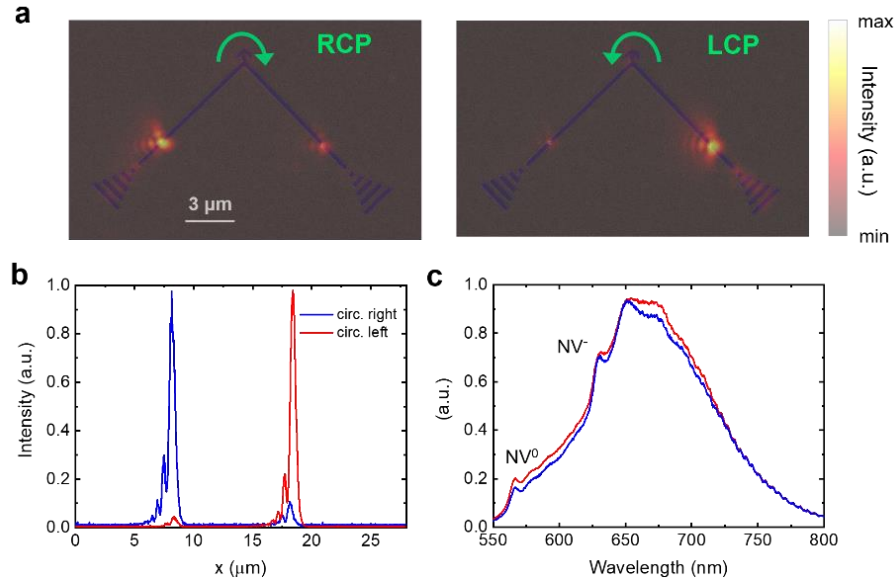 a
RCP
LCP
3 μm
max
Intensity (a.u.)
min
b
1.0
0.8
0.6
0.4
0.2
0.0
Intensity (a.u.)
circ. right
circ. left
0
5
10
15
20
25
x (μm)
c
1.0
0.8
0.6
0.4
0.2
0.0
(a.u.)
NV⁻
NV⁰
550
600
650
700
750
800
Wavelength (nm)